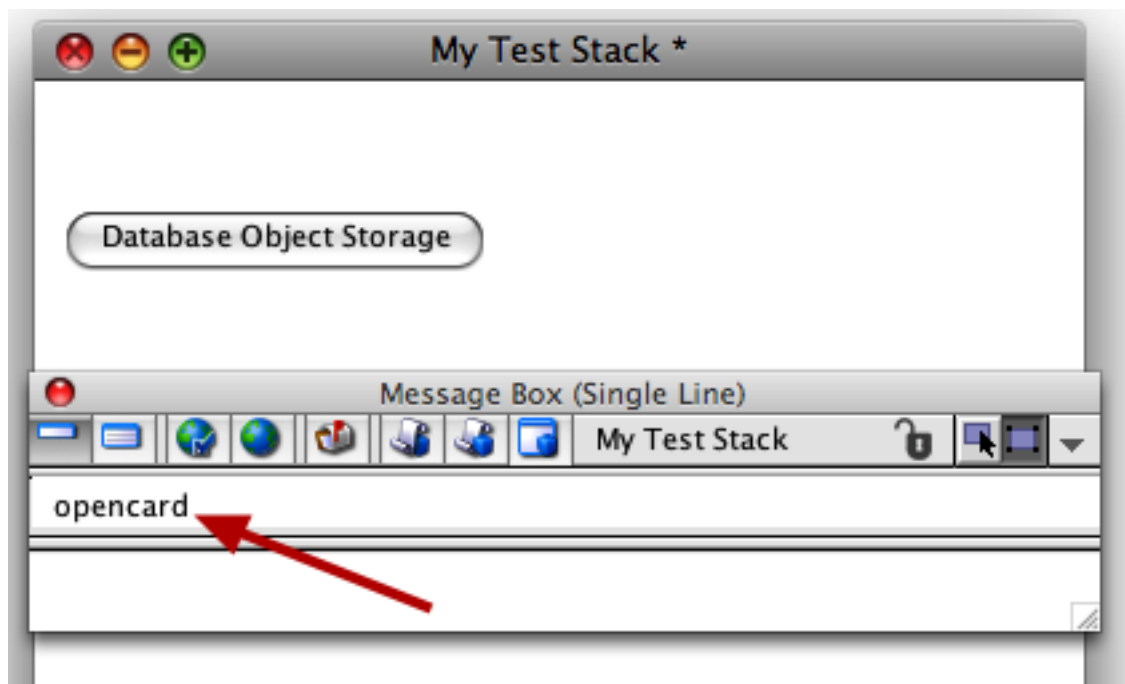 My Test Stack *
Database Object Storage
Message Box (Single Line)
My Test Stack
opencard